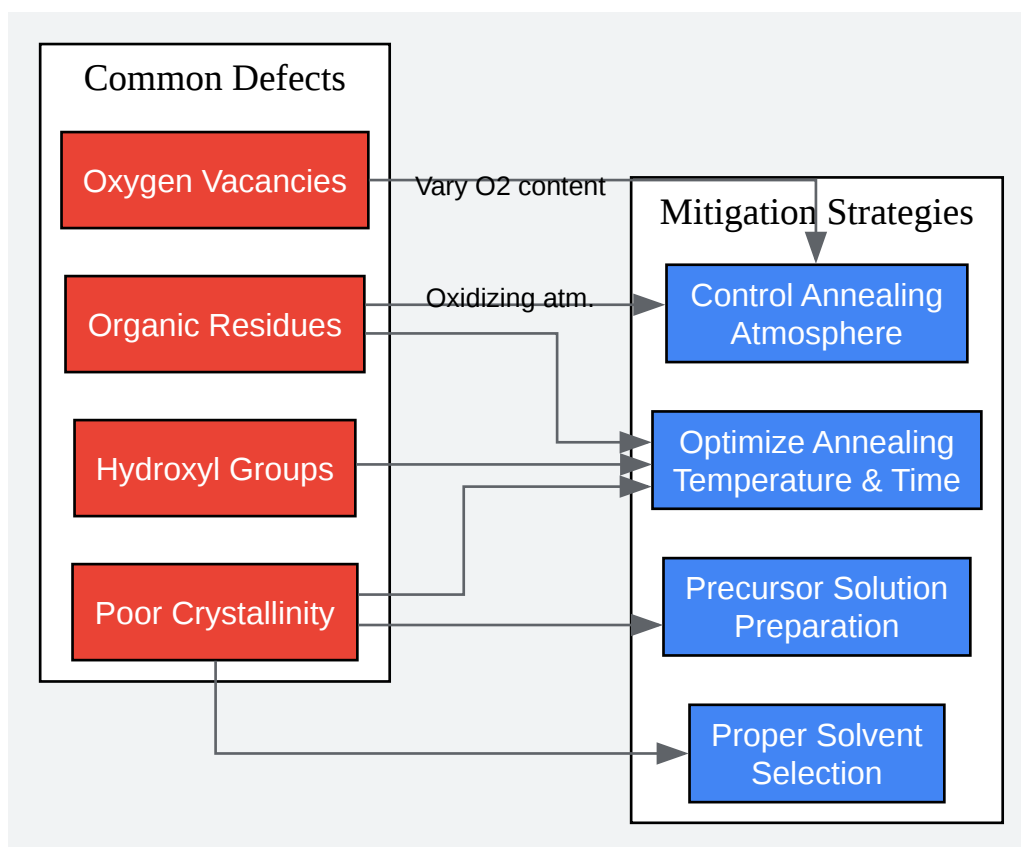 Common Defects
Oxygen Vacancies
Organic Residues
Hydroxyl Groups
Poor Crystallinity
Vary O2 content
Oxidizing atm.
Mitigation Strategies
Control Annealing
Atmosphere
Optimize Annealing
Temperature & Time
Precursor Solution
Preparation
Proper Solvent
Selection